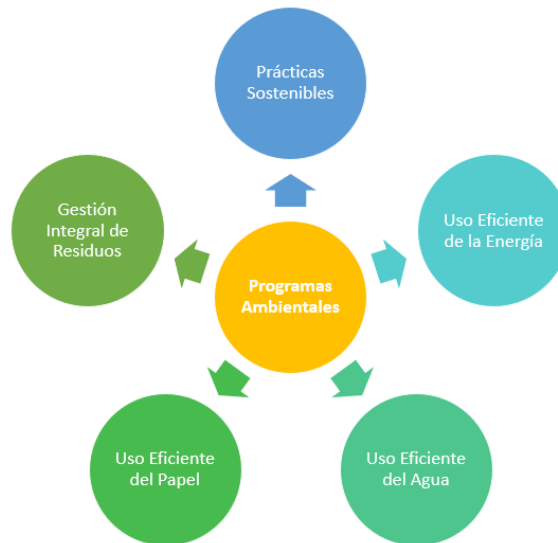 Prácticas
Sostenibles
Gestión
Integral de
Residuos
Uso Eficiente
de la Energía
Programas
Ambientales
Uso Eficiente
del Papel
Uso Eficiente
del Agua